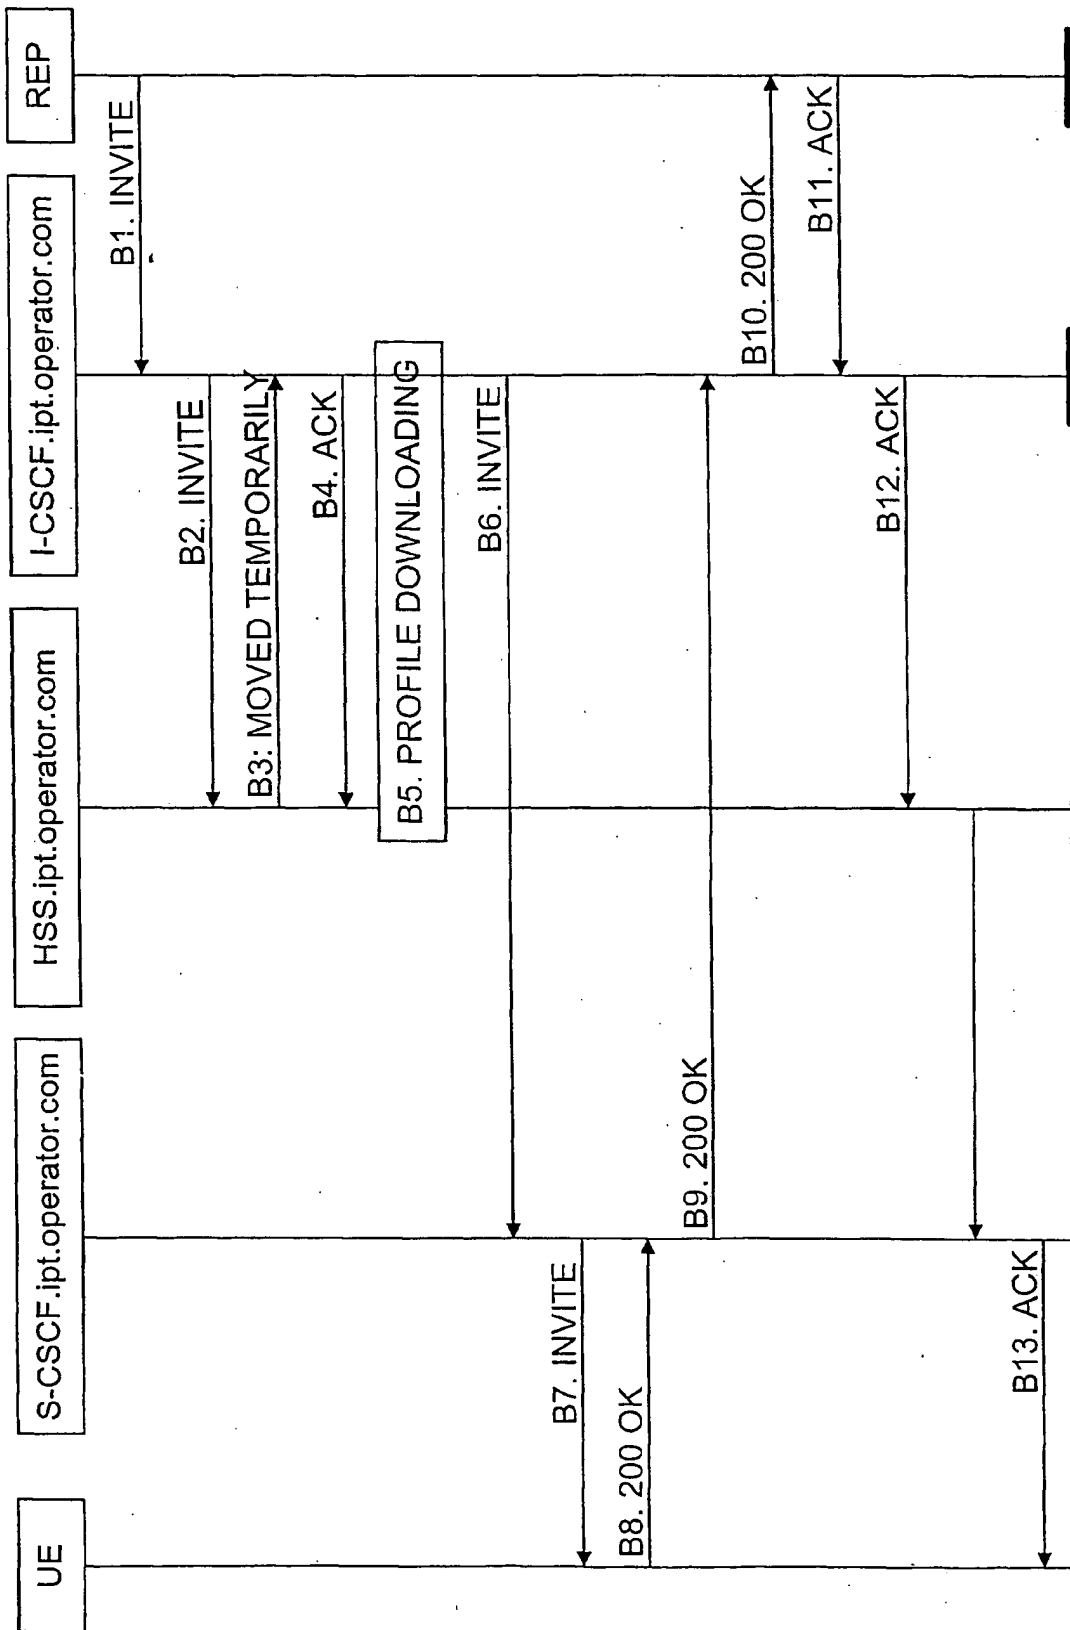 UE
S-CSCF.ipt.operator.com
HSS.ipt.operator.com
I-CSCF.ipt.operator.com
REP
B1. INVITE
B2. INVITE
B3: MOVED TEMPORARILY
B4. ACK
B5. PROFILE DOWNLOADING
B6. INVITE
B7. INVITE
B8. 200 OK
B9. 200 OK
B10. 200 OK
B11. ACK
B12. ACK
B13. ACK